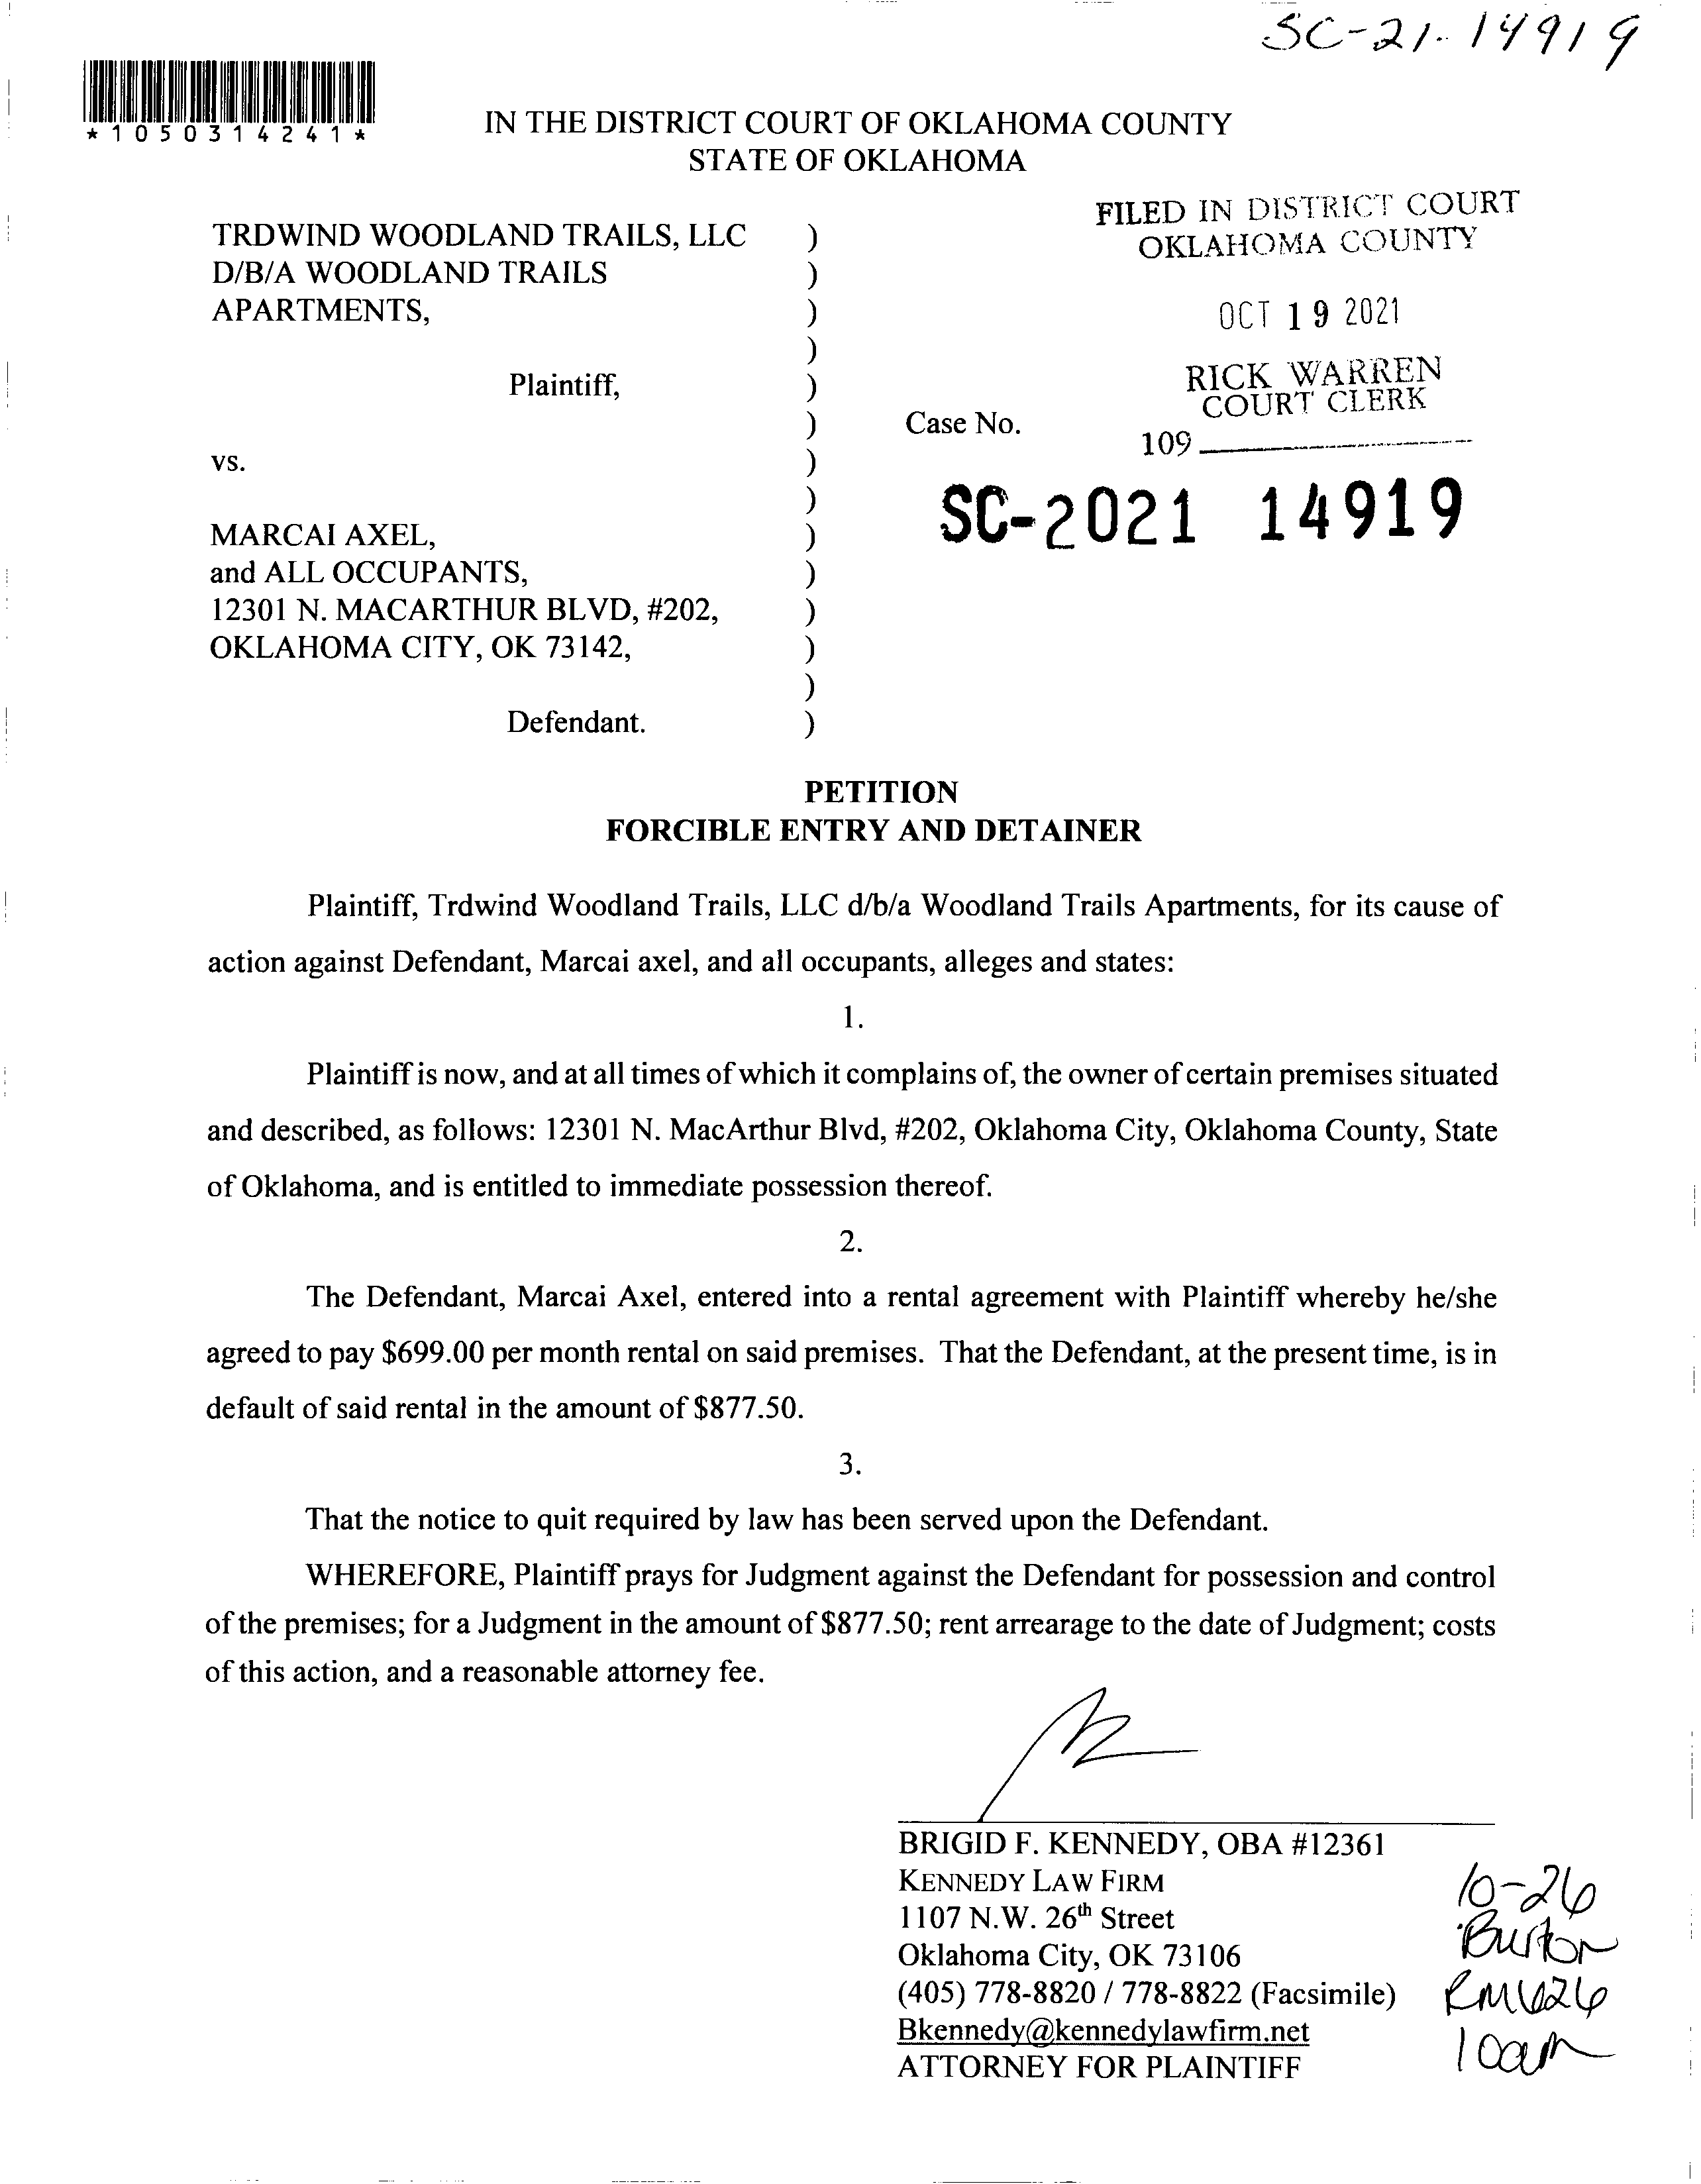 SC-21-14919
*1050314241*
IN THE DISTRICT COURT OF OKLAHOMA COUNTY
STATE OF OKLAHOMA
FILED IN DISTRICT COURT
OKLAHOMA COUNTY
OCT 19 2021
RICK WARREN
COURT CLERK
109
TRDWIND WOODLAND TRAILS, LLC )
D/B/A WOODLAND TRAILS )
APARTMENTS, )
)
Plaintiff, )
) Case No.
vs. )
) SC-2021 14919
MARCAI AXEL, )
and ALL OCCUPANTS, )
12301 N. MACARTHUR BLVD, #202, )
OKLAHOMA CITY, OK 73142, )
)
Defendant. )
PETITION
FORCIBLE ENTRY AND DETAINER
Plaintiff, Trdwind Woodland Trails, LLC d/b/a Woodland Trails Apartments, for its cause of
action against Defendant, Marcai axel, and all occupants, alleges and states:
1.
Plaintiff is now, and at all times of which it complains of, the owner of certain premises situated
and described, as follows: 12301 N. MacArthur Blvd, #202, Oklahoma City, Oklahoma County, State
of Oklahoma, and is entitled to immediate possession thereof.
2.
The Defendant, Marcai Axel, entered into a rental agreement with Plaintiff whereby he/she
agreed to pay $699.00 per month rental on said premises. That the Defendant, at the present time, is in
default of said rental in the amount of $877.50.
3.
That the notice to quit required by law has been served upon the Defendant.
WHEREFORE, Plaintiff prays for Judgment against the Defendant for possession and control
of the premises; for a Judgment in the amount of $877.50; rent arrearage to the date of Judgment; costs
of this action, and a reasonable attorney fee.
BRIGID F. KENNEDY, OBA #12361
KENNEDY LAW FIRM
1107 N.W. 26th Street
Oklahoma City, OK 73106
(405) 778-8820 / 778-8822 (Facsimile)
Bkennedy@kennedylawfirm.net
ATTORNEY FOR PLAINTIFF
10-26
Burton
RM626
10am